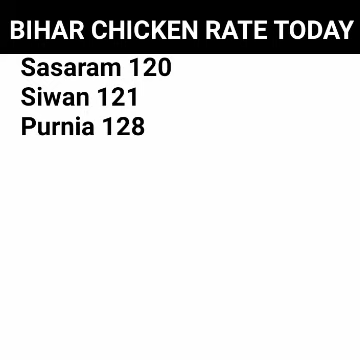 BIHAR CHICKEN RATE TODAY
Sasaram 120
Siwan 121
Purnia 128